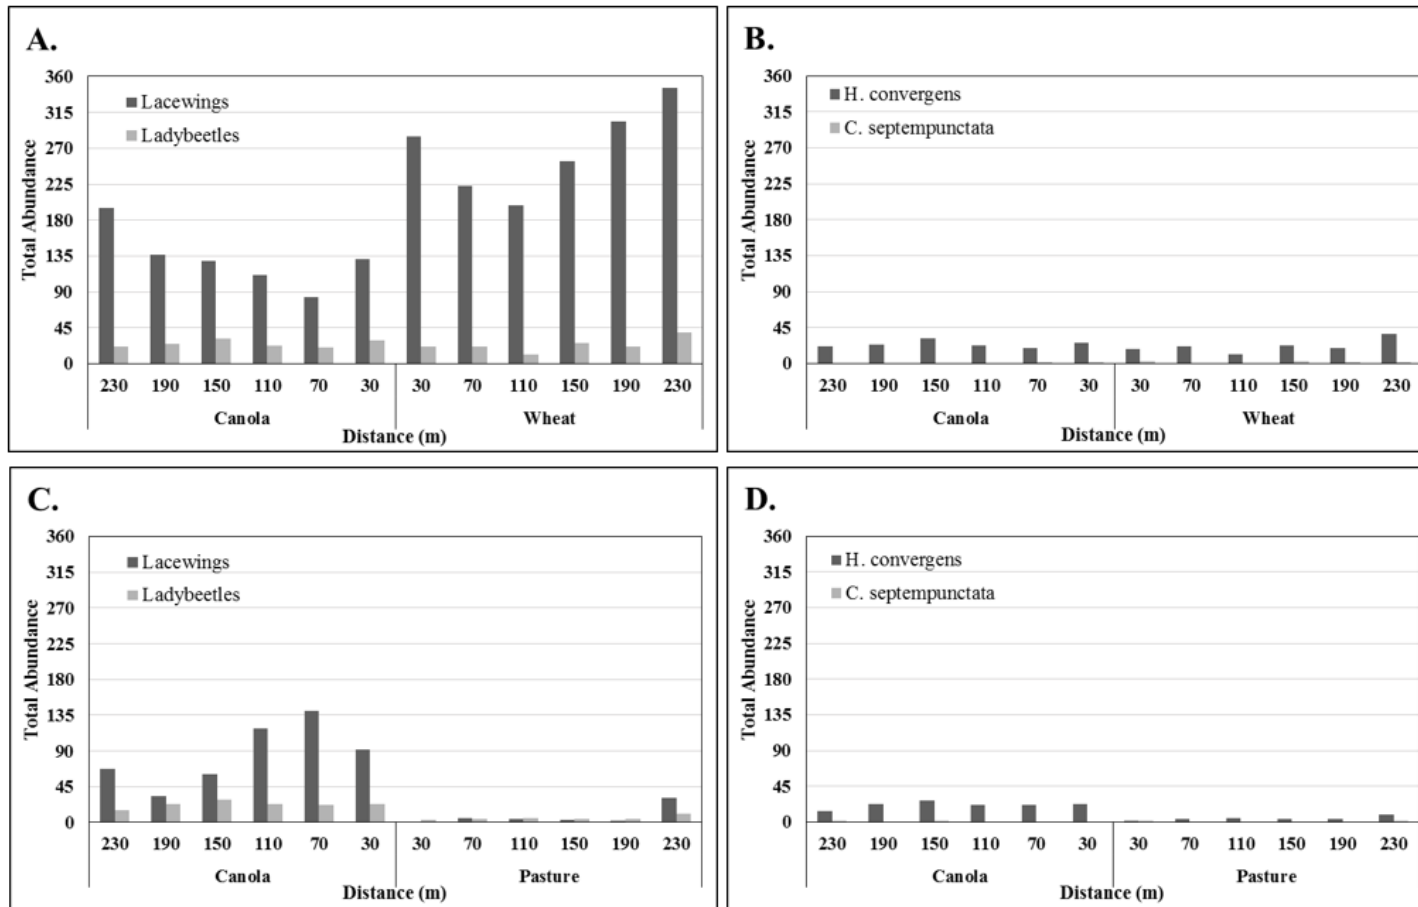 A.
360
315
270
225
180
135
90
45
0
Total Abundance
Lacewings
Ladybeetles
230 190 150 110 70 30 30 70 110 150 190 230
Canola Wheat
Distance (m)
B.
360
315
270
225
180
135
90
45
0
Total Abundance
H. convergens
C. septempunctata
230 190 150 110 70 30 30 70 110 150 190 230
Canola Wheat
Distance (m)
C.
360
315
270
225
180
135
90
45
0
Total Abundance
Lacewings
Ladybeetles
230 190 150 110 70 30 30 70 110 150 190 230
Canola Pasture
Distance (m)
D.
360
315
270
225
180
135
90
45
0
Total Abundance
H. convergens
C. septempunctata
230 190 150 110 70 30 30 70 110 150 190 230
Canola Pasture
Distance (m)